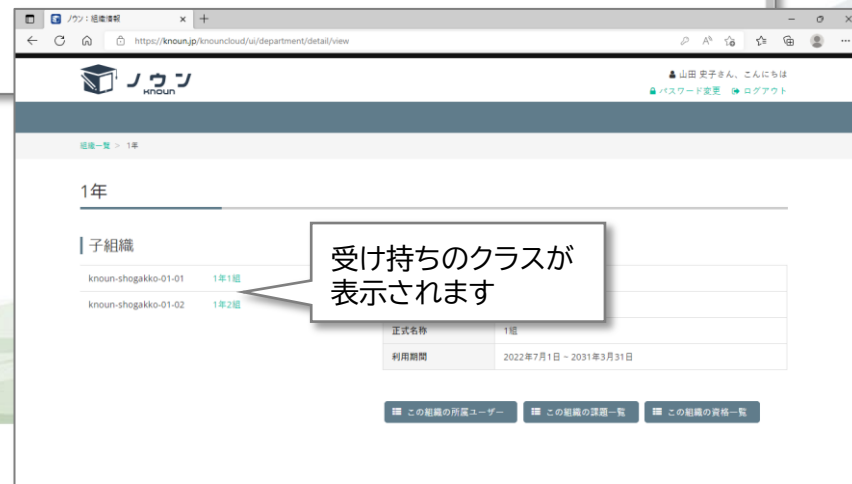 ノウン：組織情報
https://knoun.jp/knouncloud/ui/department/detail/view
ノウン
knoun
山田 史子さん、こんにちは
パスワード変更 ログアウト
組織一覧 > 1年
1年
子組織
knoun-shogakko-01-01 1年1組
knoun-shogakko-01-02 1年2組
受け持ちのクラスが
表示されます
正式名称 1組
利用期間 2022年7月1日 ~ 2031年3月31日
この組織の所属ユーザー この組織の課題一覧 この組織の資格一覧